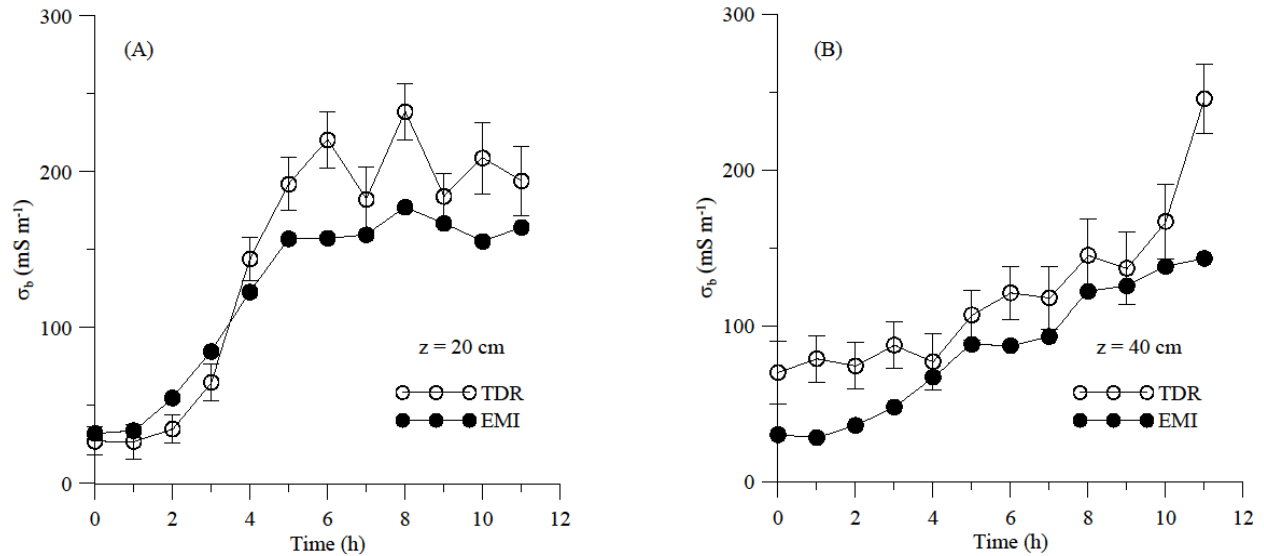 300
(A)
200
σb (mS m⁻¹)
100
z = 20 cm
TDR
EMI
0
0 2 4 6 8 10 12
Time (h)
300
(B)
200
σb (mS m⁻¹)
100
z = 40 cm
TDR
EMI
0
0 2 4 6 8 10 12
Time (h)